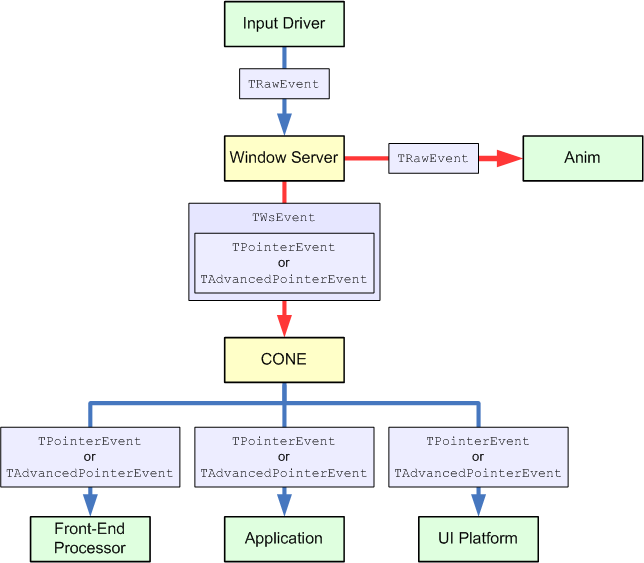 Input Driver
TRawEvent
Window Server
TRawEvent
Anim
TWsEvent
TPointerEvent
or
TAdvancedPointerEvent
CONE
TPointerEvent
or
TAdvancedPointerEvent
TPointerEvent
or
TAdvancedPointerEvent
TPointerEvent
or
TAdvancedPointerEvent
Front-End
Processor
Application
UI Platform